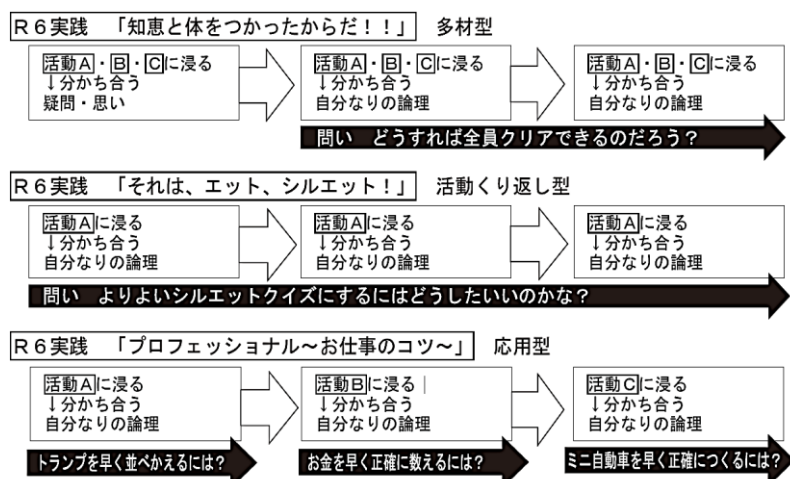 R6実践 「知恵と体をつかったからだ!!」 多材型
活動A・B・Cに浸る
↓分かち合う
疑問・思い
活動A・B・Cに浸る
↓分かち合う
自分なりの論理
活動A・B・Cに浸る
↓分かち合う
自分なりの論理
問い どうすれば全員クリアできるのだろう?
R6実践 「それは、エット、シルエット!」 活動くり返し型
活動Aに浸る
↓分かち合う
自分なりの論理
活動Aに浸る
↓分かち合う
自分なりの論理
活動Aに浸る
↓分かち合う
自分なりの論理
問い よりよいシルエットクイズにするにはどうしたいいのかな?
R6実践 「プロフェッショナル~お仕事のコツ~」 応用型
活動Aに浸る
↓分かち合う
自分なりの論理
活動Bに浸る
↓分かち合う
自分なりの論理
活動Cに浸る
↓分かち合う
自分なりの論理
トランプを早く並べかえるには?
お金を早く正確に数えるには?
ミニ自動車を早く正確につくるには?